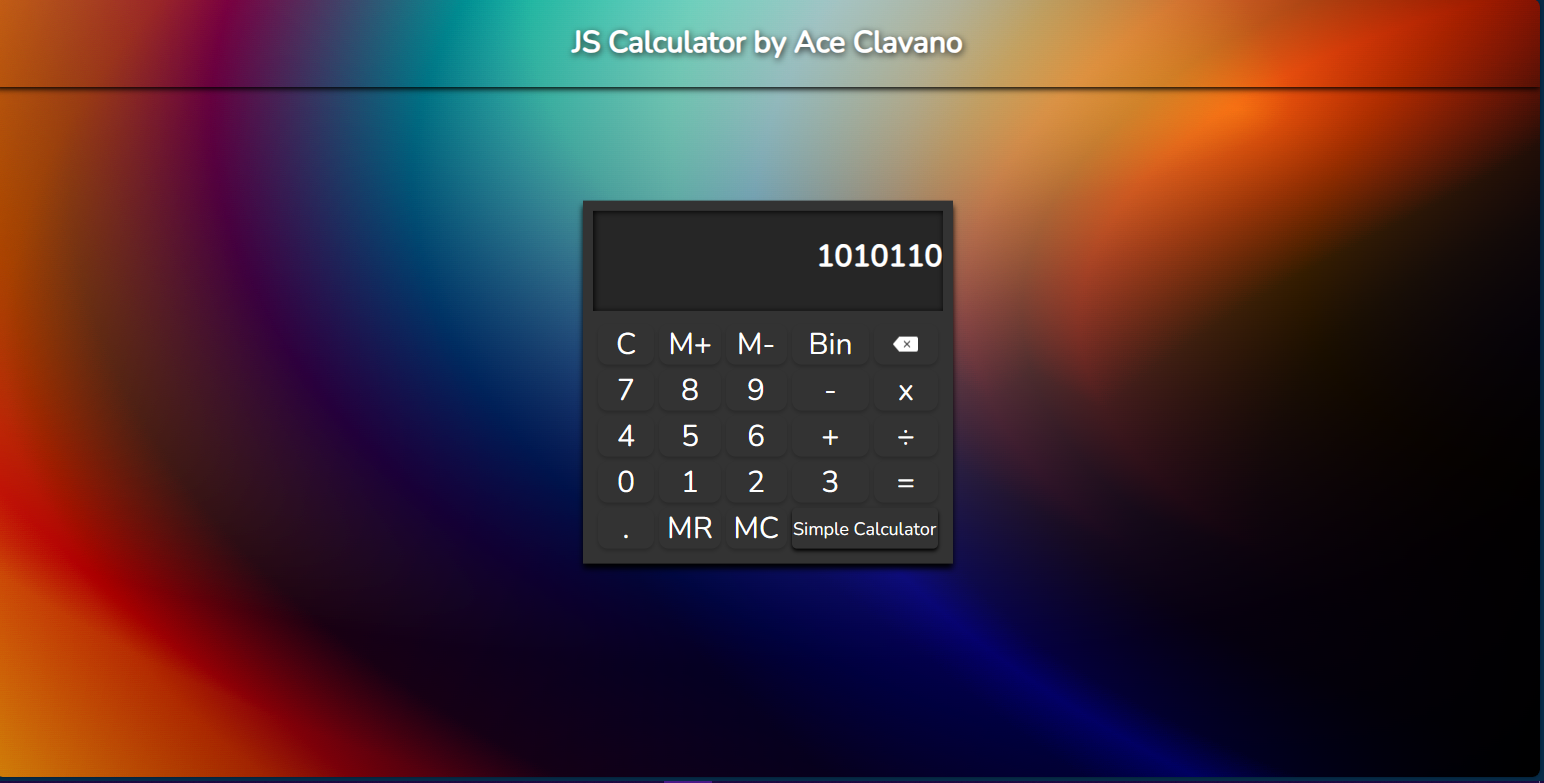 JS Calculator by Ace Clavano
1010110
C M+ M- Bin
7 8 9 - x
4 5 6 + ÷
0 1 2 3 =
. MR MC Simple Calculator